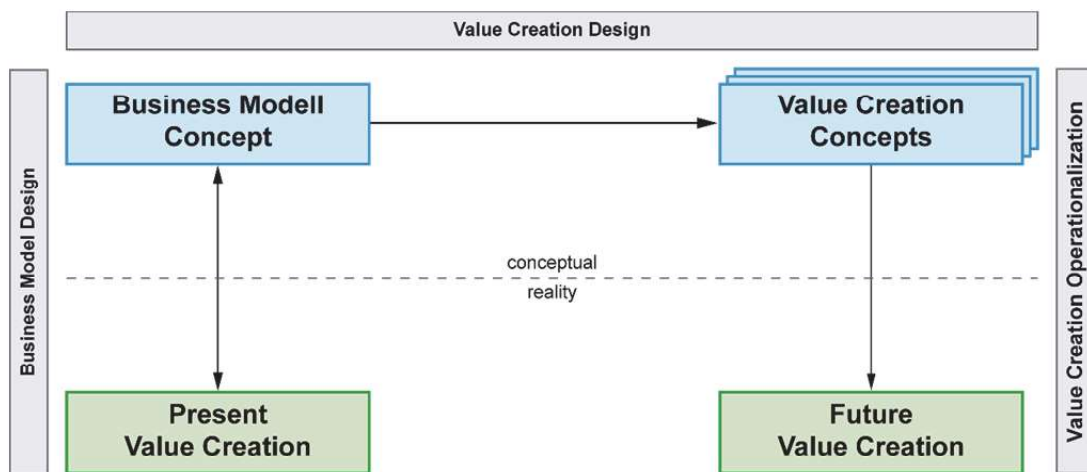 Value Creation Design
Business Model Design
Business Modell
Concept
Value Creation
Concepts
Value Creation Operationalization
conceptual
reality
Present
Value Creation
Future
Value Creation